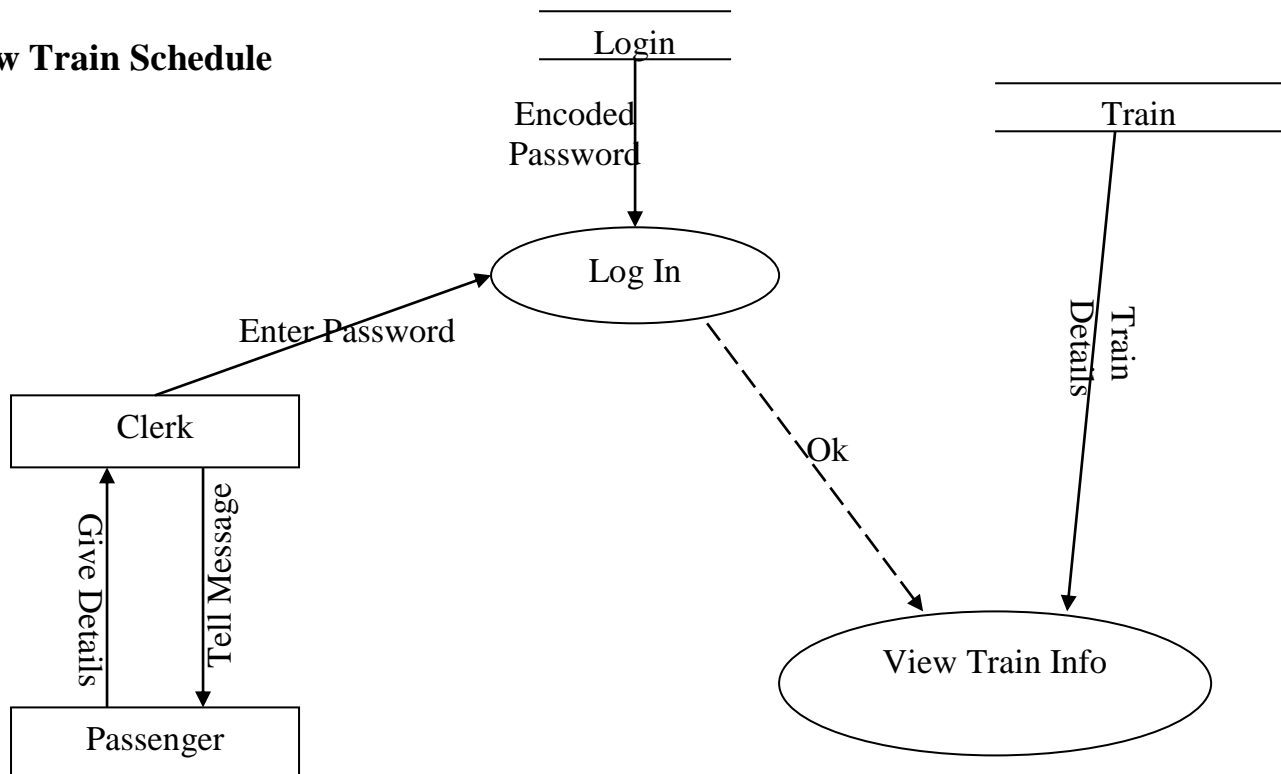 w Train Schedule
Login
Encoded
Password
Train
Log In
Enter Password
Train
Details
Clerk
Ok
Give Details
Tell Message
View Train Info
Passenger